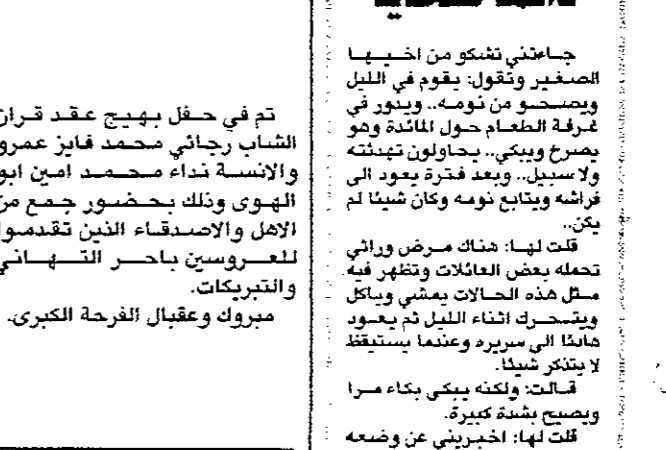 جاءتني تشكو من اخيها
الصغير وتقول: يقوم في الليل
ويصحو من نومه.. ويدور في
غرفة الطعام حول المائدة وهو
يصرخ ويبكي.. يحاولون تهدئته
ولا سبيل.. وبعد فترة يعود الى
فراشه ويتابع نومه وكان شيئا لم
يكن..
قلت لها: هناك مرض وراثي
تحمله بعض العائلات وتظهر فيه
مثل هذه الحالات يمشي وياكل
ويتحرك اثناء الليل ثم يعود
هادئا الى سريره وعندما يستيقظ
لا يتذكر شيئا.
قالت: ولكنه يبكي بكاء مرا
ويصيح بشدة كبيرة.
قلت لها: اخبريني عن وضعه
تم في حفل بهيج عقد قران
الشاب رجائي محمد فايز عمرو
والانسة نداء محمد امين ابو
الهوى وذلك بحضور جمع من
الاهل والاصدقاء الذين تقدموا
للعروسين باحر التهاني
والتبريكات.
مبروك وعقبال الفرحة الكبرى.